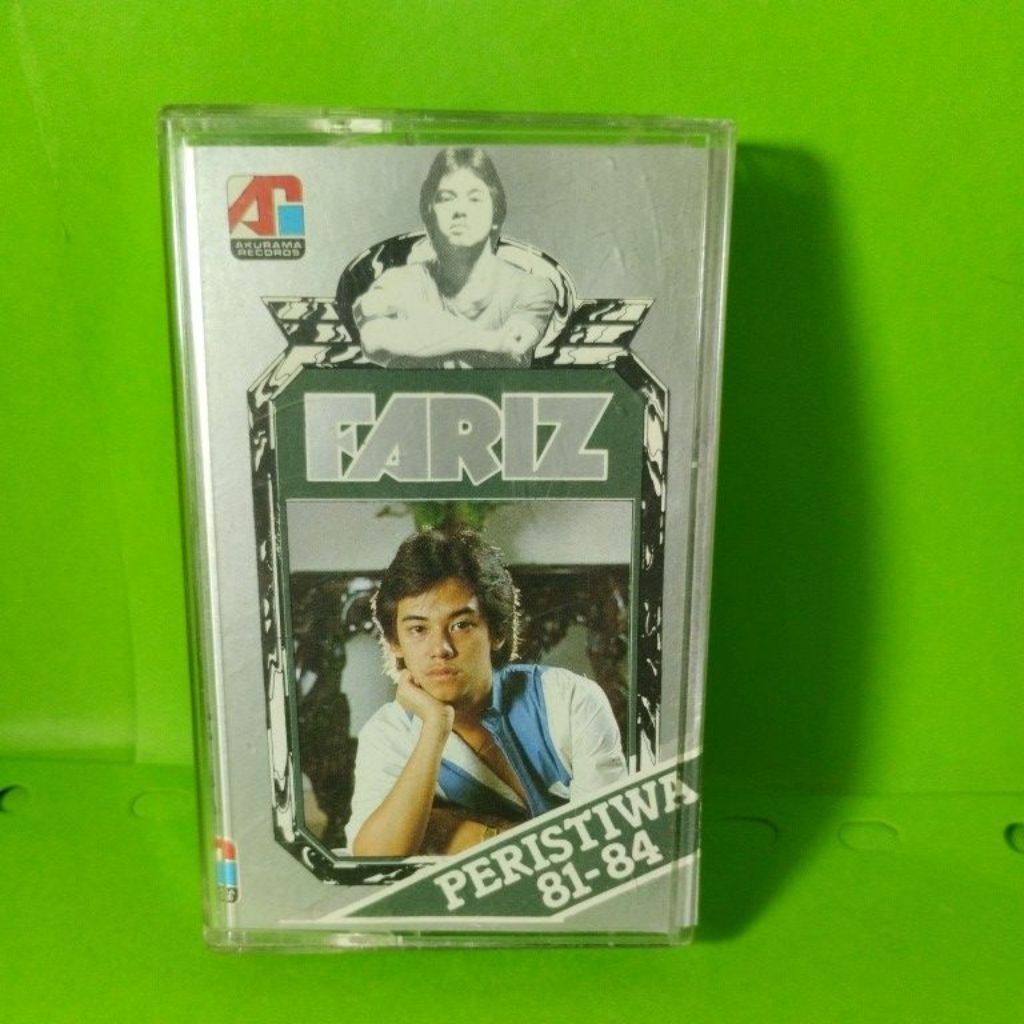 AKURAMA
RECORDS
FARIZ
PERISTIWA
81-84